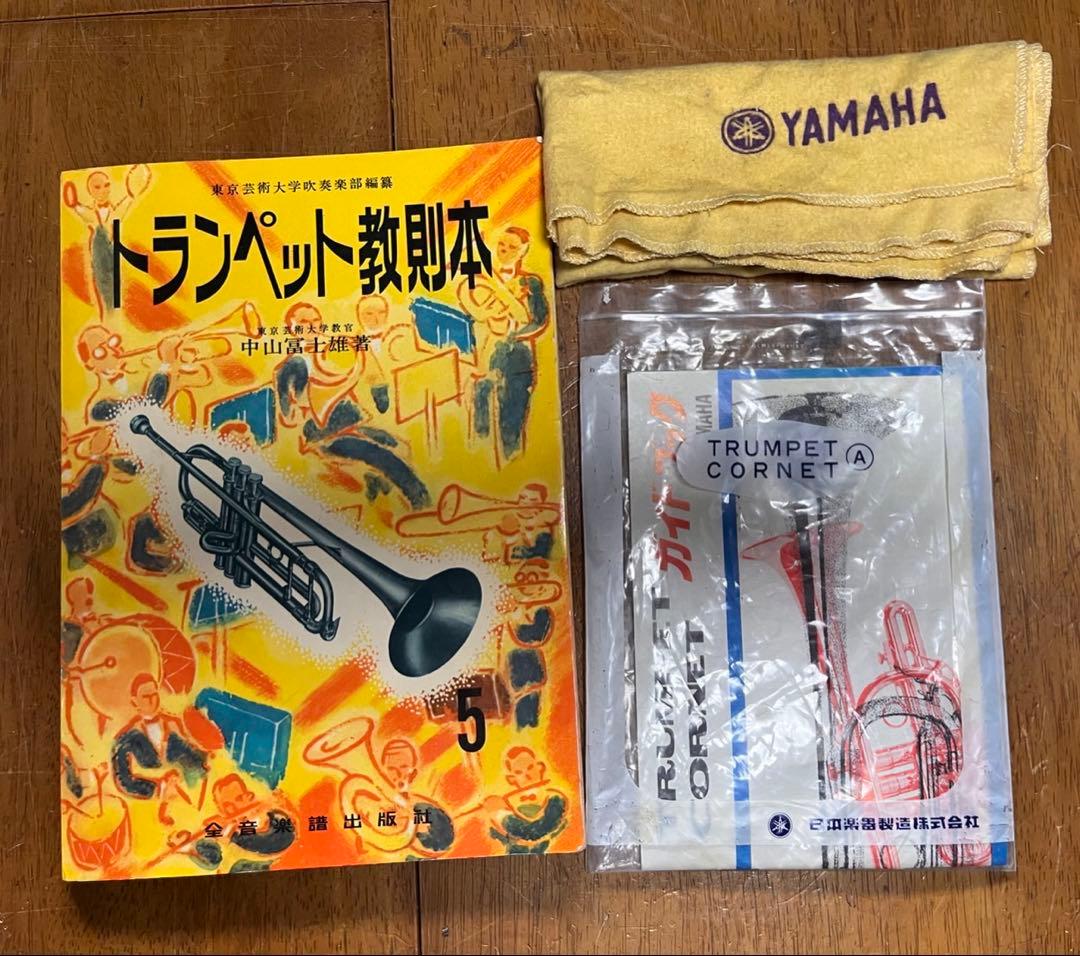 東京芸術大学吹奏楽部編纂
トランペット教則本
東京芸術大学教官
中山冨士雄著
5
全音楽譜出版社
YAMAHA
TRUMPET
CORNET A
ガイドブック
日本楽器製造株式会社